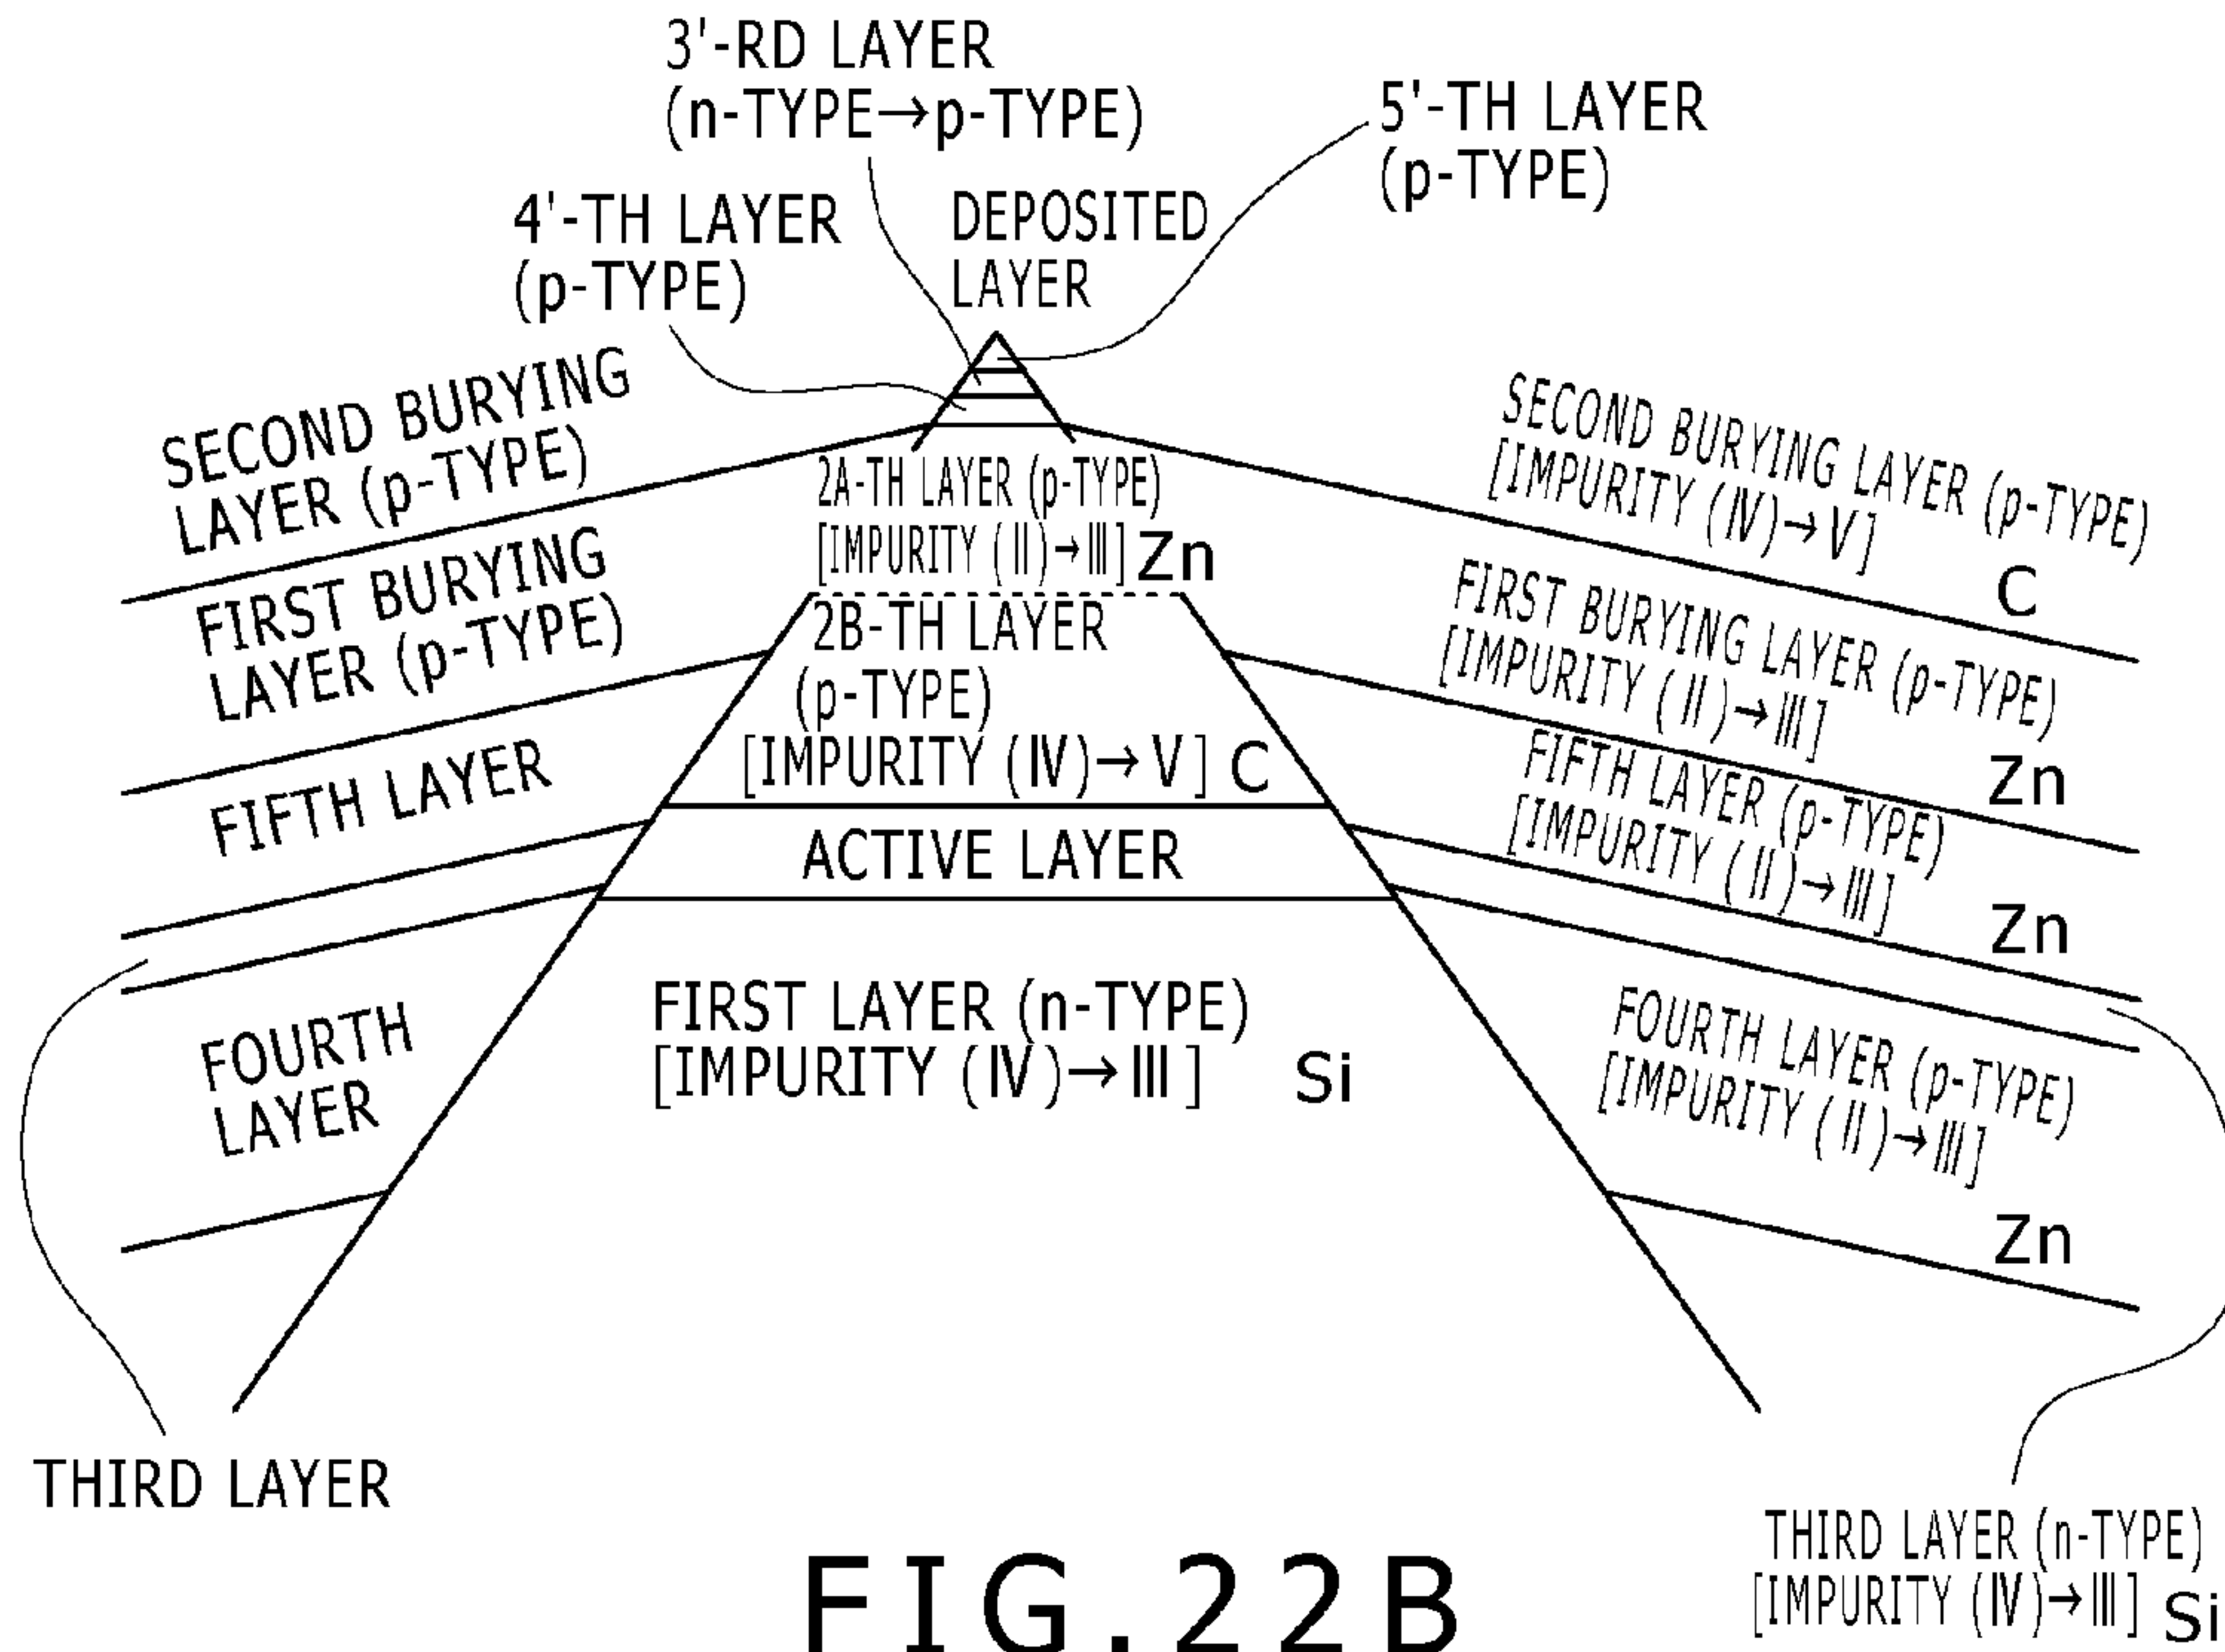 3'-RD LAYER
(n-TYPE→p-TYPE)
5'-TH LAYER
(p-TYPE)
4'-TH LAYER
(p-TYPE)
DEPOSITED
LAYER
SECOND BURYING
LAYER (p-TYPE)
FIRST BURYING
LAYER (p-TYPE)
FIFTH LAYER
FOURTH
LAYER
THIRD LAYER
2A-TH LAYER (p-TYPE)
[IMPURITY (Ⅱ)→Ⅲ] Zn
2B-TH LAYER
(p-TYPE)
[IMPURITY (Ⅳ)→Ⅴ] C
ACTIVE LAYER
FIRST LAYER (n-TYPE)
[IMPURITY (Ⅳ)→Ⅲ] Si
SECOND BURYING LAYER (p-TYPE)
[IMPURITY (Ⅳ)→Ⅴ]
C
FIRST BURYING LAYER (p-TYPE)
[IMPURITY (Ⅱ)→Ⅲ]
Zn
FIFTH LAYER (p-TYPE)
[IMPURITY (Ⅱ)→Ⅲ]
Zn
FOURTH LAYER (p-TYPE)
[IMPURITY (Ⅱ)→Ⅲ]
Zn
THIRD LAYER (n-TYPE)
[IMPURITY (Ⅳ)→Ⅲ] Si
FIG.22B